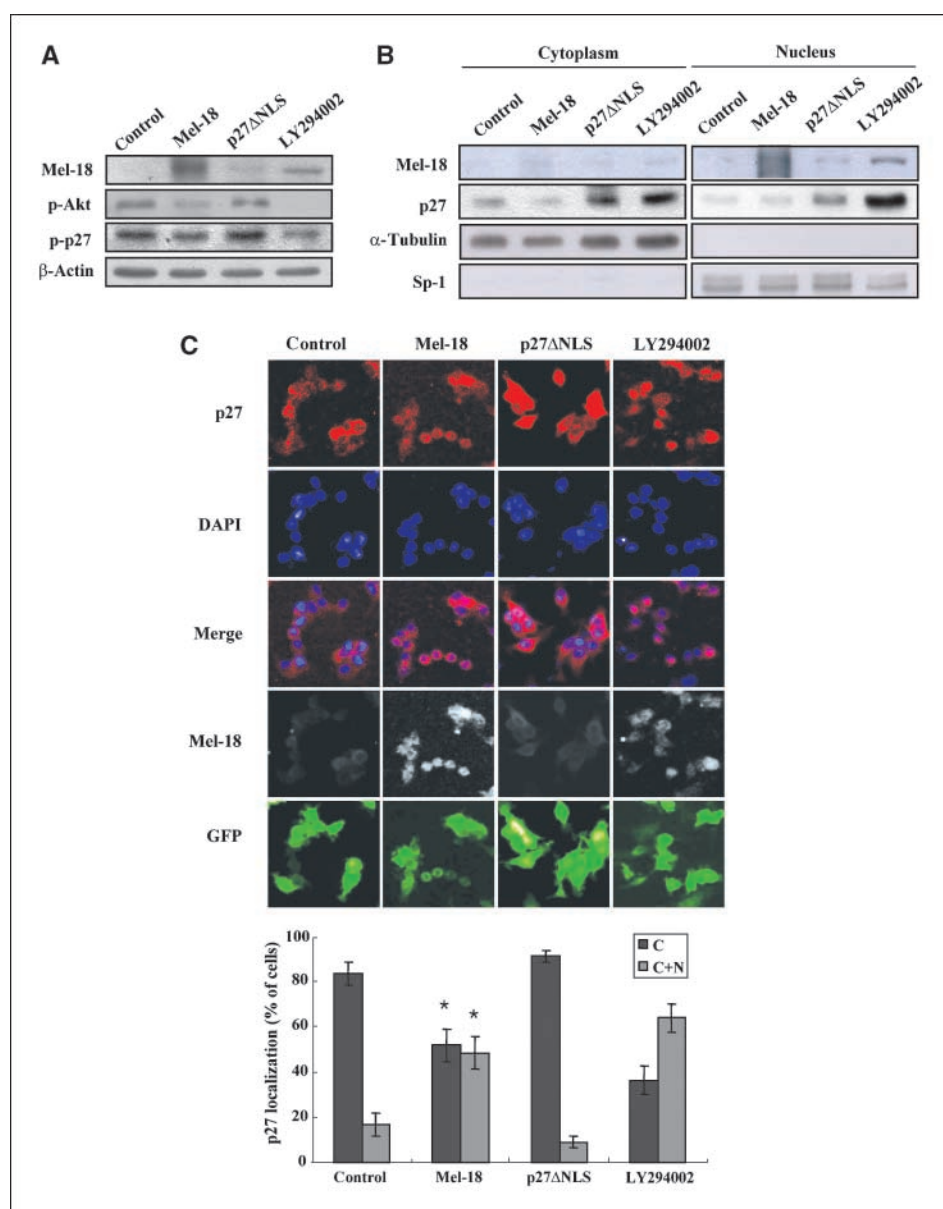 A
Control Mel-18 p27ΔNLS LY294002
Mel-18
p-Akt
p-p27
β-Actin
B
Cytoplasm Nucleus
Control Mel-18 p27ΔNLS LY294002 Control Mel-18 p27ΔNLS LY294002
Mel-18
p27
α-Tubulin
Sp-1
C
Control Mel-18 p27ΔNLS LY294002
p27
DAPI
Merge
Mel-18
GFP
p27 localization (% of cells)
100
80
60
40
20
0
* *
C
C+N
Control Mel-18 p27ΔNLS LY294002